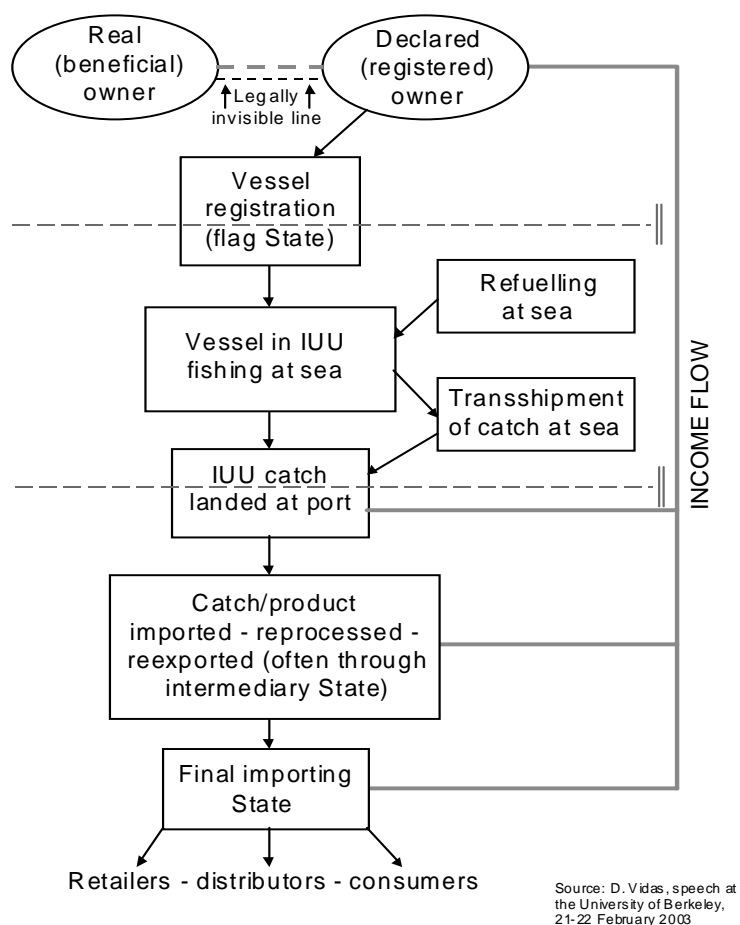 Real
(beneficial)
owner
Declared
(registered)
owner
Legally
invisible line
Vessel
registration
(flag State)
Refuelling
at sea
Vessel in IUU
fishing at sea
Transshipment
of catch at sea
IUU catch
landed at port
INCOME FLOW
Catch/product
imported - reprocessed -
reexported (often through
intermediary State)
Final importing
State
Retailers - distributors - consumers
Source: D. Vidas, speech at
the University of Berkeley,
21-22 February 2003